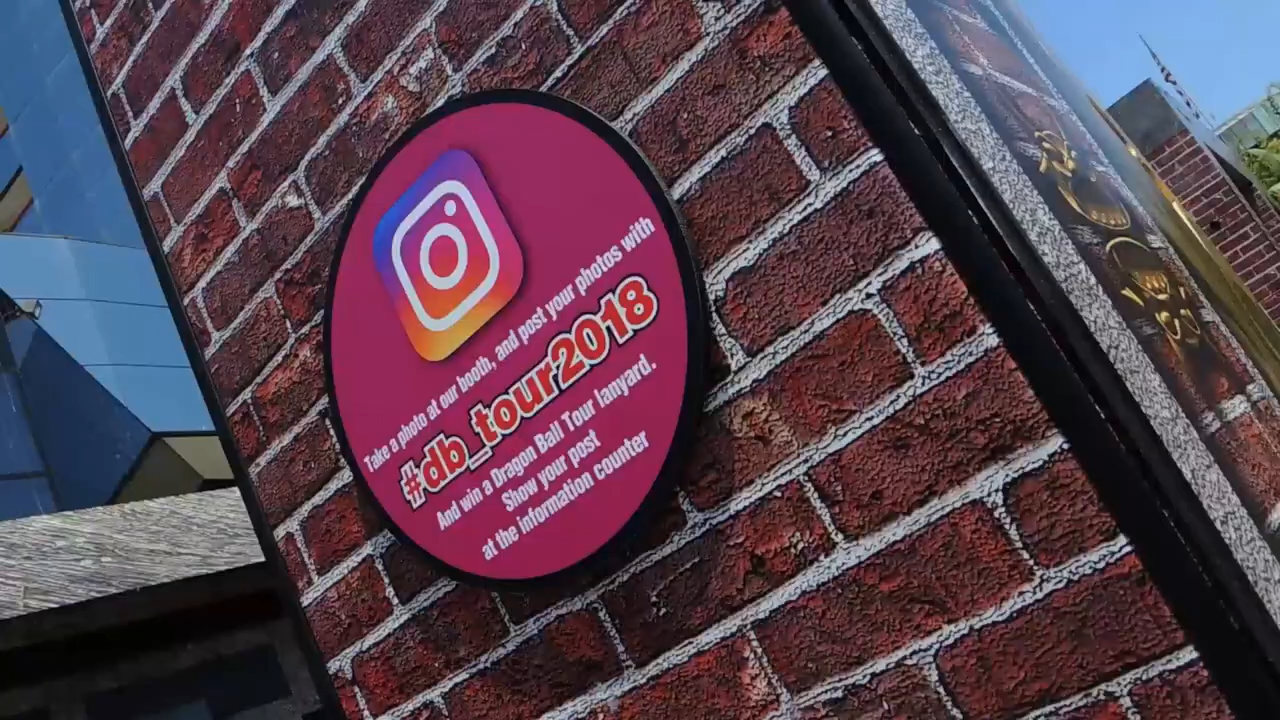 Take a photo at our booth, and post your photos with
#db_tour2018
And win a Dragon Ball Tour lanyard.
Show your post
at the information counter